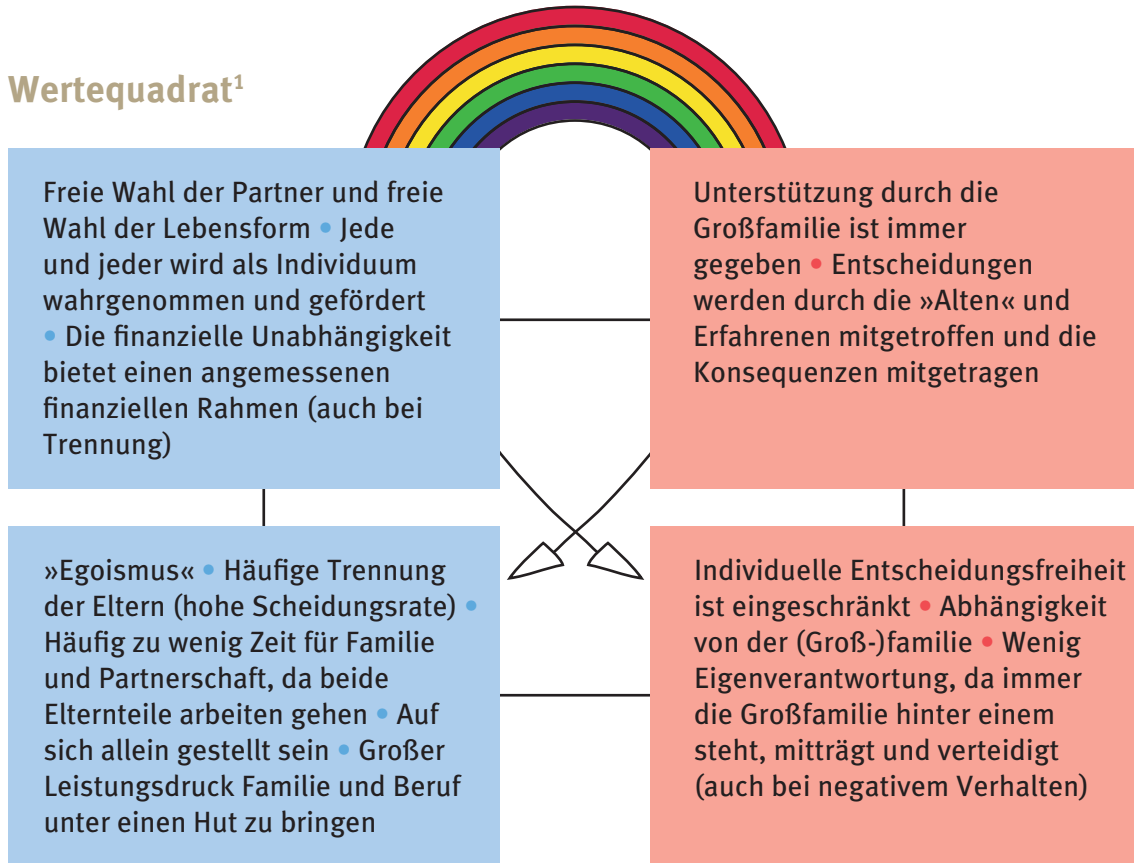 Wertequadrat¹
Freie Wahl der Partner und freie
Wahl der Lebensform • Jede
und jeder wird als Individuum
wahrgenommen und gefördert
• Die finanzielle Unabhängigkeit
bietet einen angemessenen
finanziellen Rahmen (auch bei
Trennung)
Unterstützung durch die
Großfamilie ist immer
gegeben • Entscheidungen
werden durch die »Alten« und
Erfahrenen mitgetroffen und die
Konsequenzen mitgetragen
»Egoismus« • Häufige Trennung
der Eltern (hohe Scheidungsrate) •
Häufig zu wenig Zeit für Familie
und Partnerschaft, da beide
Elternteile arbeiten gehen • Auf
sich allein gestellt sein • Großer
Leistungsdruck Familie und Beruf
unter einen Hut zu bringen
Individuelle Entscheidungsfreiheit
ist eingeschränkt • Abhängigkeit
von der (Groß-)familie • Wenig
Eigenverantwortung, da immer
die Großfamilie hinter einem
steht, mitträgt und verteidigt
(auch bei negativem Verhalten)